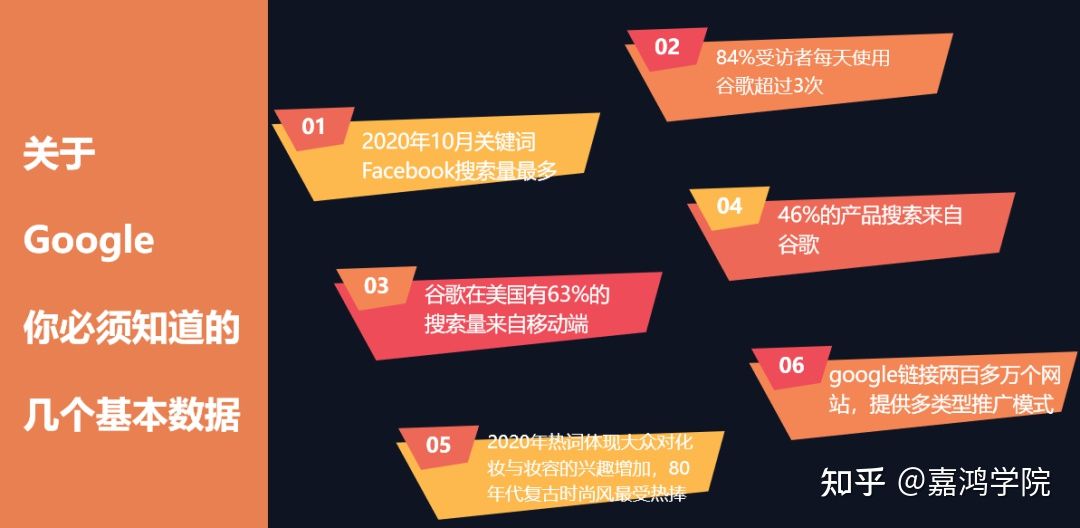 关于
Google
你必须知道的
几个基本数据
01
2020年10月关键词
Facebook搜索量最多
02
84%受访者每天使用
谷歌超过3次
03
谷歌在美国有63%的
搜索量来自移动端
04
46%的产品搜索来自
谷歌
05
2020年热词体现大众对化
妆与妆容的兴趣增加，80
年代复古时尚风最受热捧
06
google链接两百多万个网
站，提供多类型推广模式
知乎 @嘉鸿学院